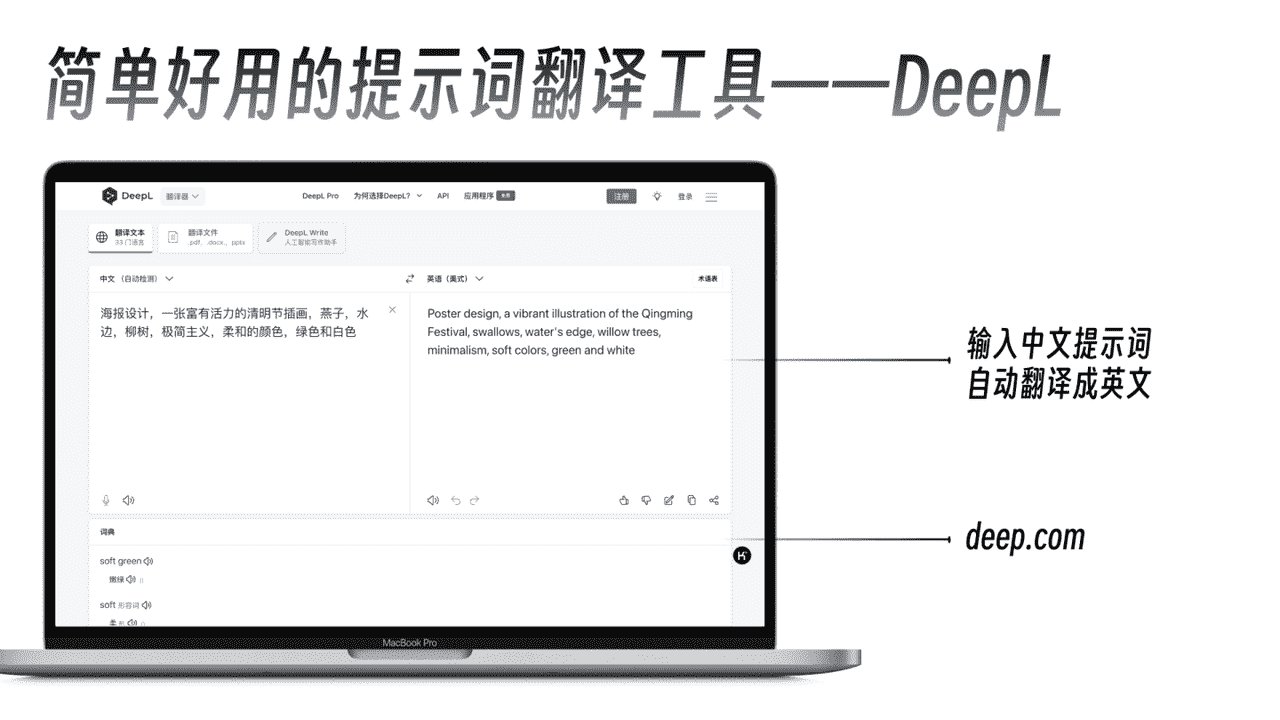 简单好用的提示词翻译工具——DeepL
DeepL 翻译器
DeepL Pro 为何选择DeepL? API 应用程序 免费
注册 登录
翻译文本
33 门语言
翻译文件
.pdf、.docx、.pptx
DeepL Write
人工智能写作助手
中文（自动检测）
英语（美式）
术语表
海报设计，一张富有活力的清明节插画，燕子，水
边，柳树，极简主义，柔和的颜色，绿色和白色
Poster design, a vibrant illustration of the Qingming
Festival, swallows, water's edge, willow trees,
minimalism, soft colors, green and white
输入中文提示词
自动翻译成英文
词典
deep.com
soft green
嫩绿
soft 形容词
柔 形
MacBook Pro